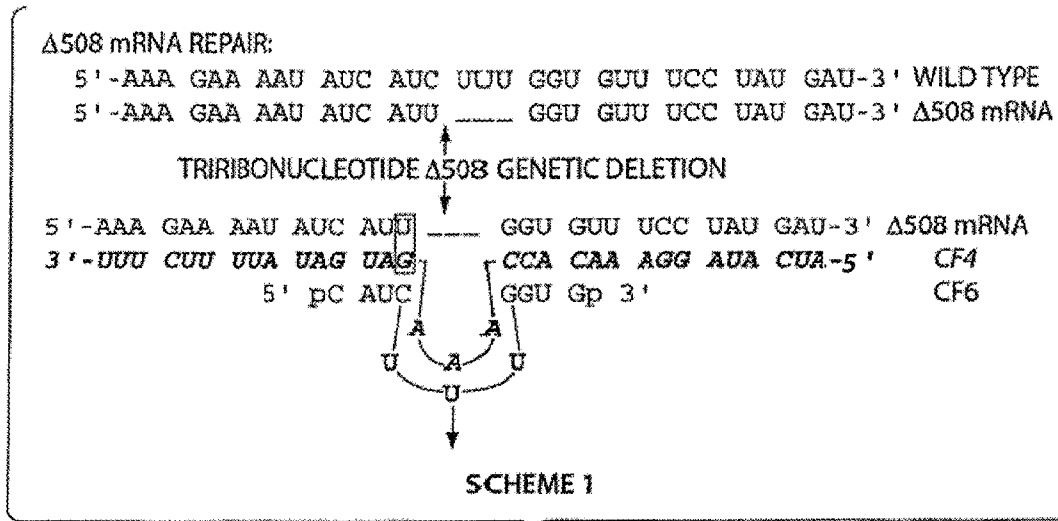 Δ508 mRNA REPAIR:
5'-AAA GAA AAU AUC AUC UUU GGU GUU UCC UAU GAU-3' WILD TYPE
5'-AAA GAA AAU AUC AUU ___ GGU GUU UCC UAU GAU-3' Δ508 mRNA
TRIRIBONUCLEOTIDE Δ508 GENETIC DELETION
5'-AAA GAA AAU AUC AUU ___ GGU GUU UCC UAU GAU-3' Δ508 mRNA
3'-UUU CUU UUA UAG UAG CCA CAA AGG AUA CUA-5' CF4
5' pC AUC GGU Gp 3' CF6
A A
U A U
U
SCHEME 1